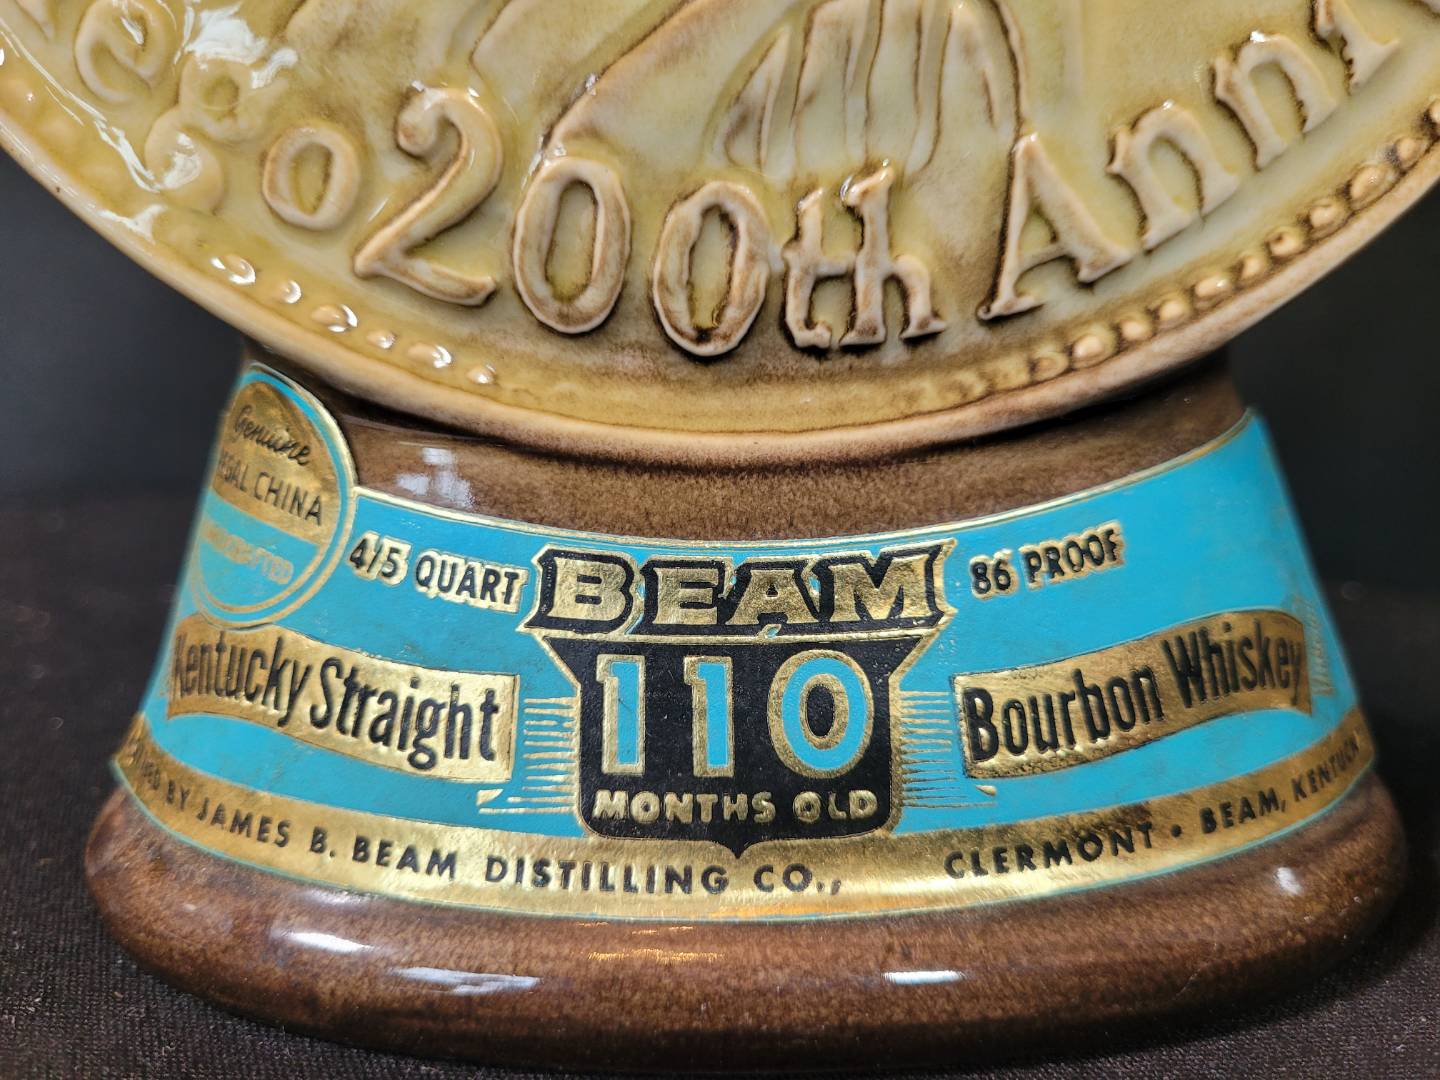 200th Anni
Genuine
CHINA
4/5 QUART
BEAM
86 PROOF
110
MONTHS OLD
Kentucky Straight
Bourbon Whiskey
BY JAMES B. BEAM DISTILLING CO., CLERMONT • BEAM, KENTUCKY